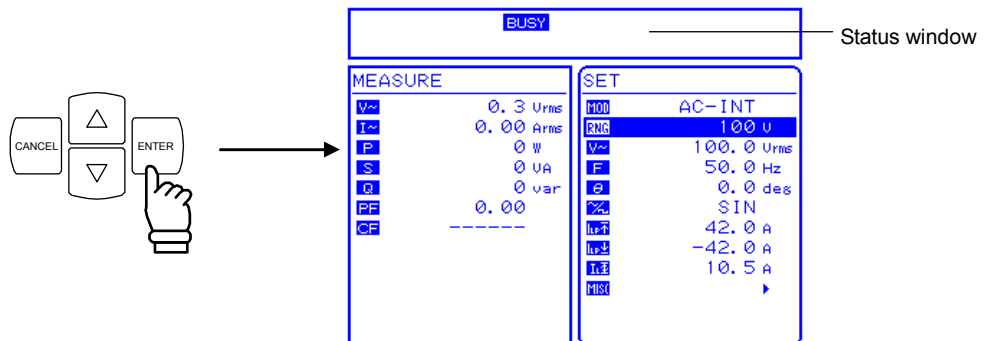 BUSY
Status window
CANCEL
ENTER
MEASURE
V~ 0.3 Vrms
I~ 0.00 Arms
P 0 W
S 0 VA
Q 0 var
PF 0.00
CF ------
SET
MOD AC-INT
RNG 100 V
V~ 100.0 Vrms
F 50.0 Hz
θ 0.0 deg
SIN
42.0 A
-42.0 A
10.5 A
MISC